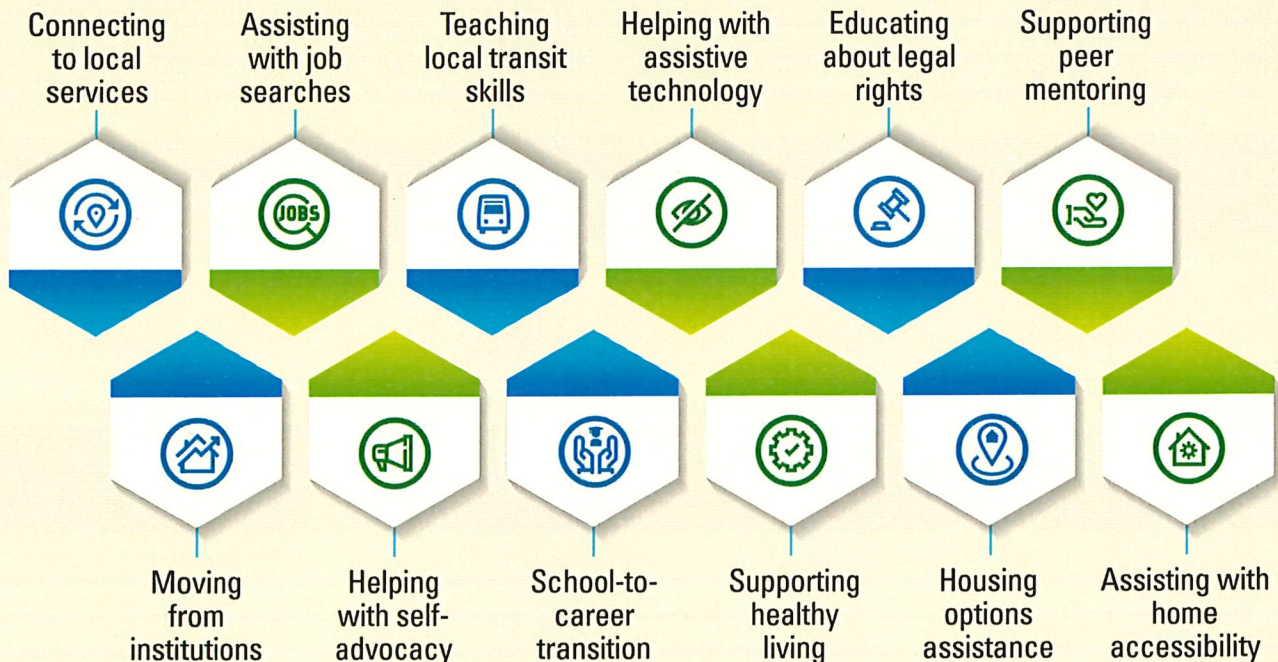 Connecting
to local
services
Assisting
with job
searches
Teaching
local transit
skills
Helping with
assistive
technology
Educating
about legal
rights
Supporting
peer
mentoring
JOBS
Moving
from
institutions
Helping
with self-
advocacy
School-to-
career
transition
Supporting
healthy
living
Housing
options
assistance
Assisting with
home
accessibility